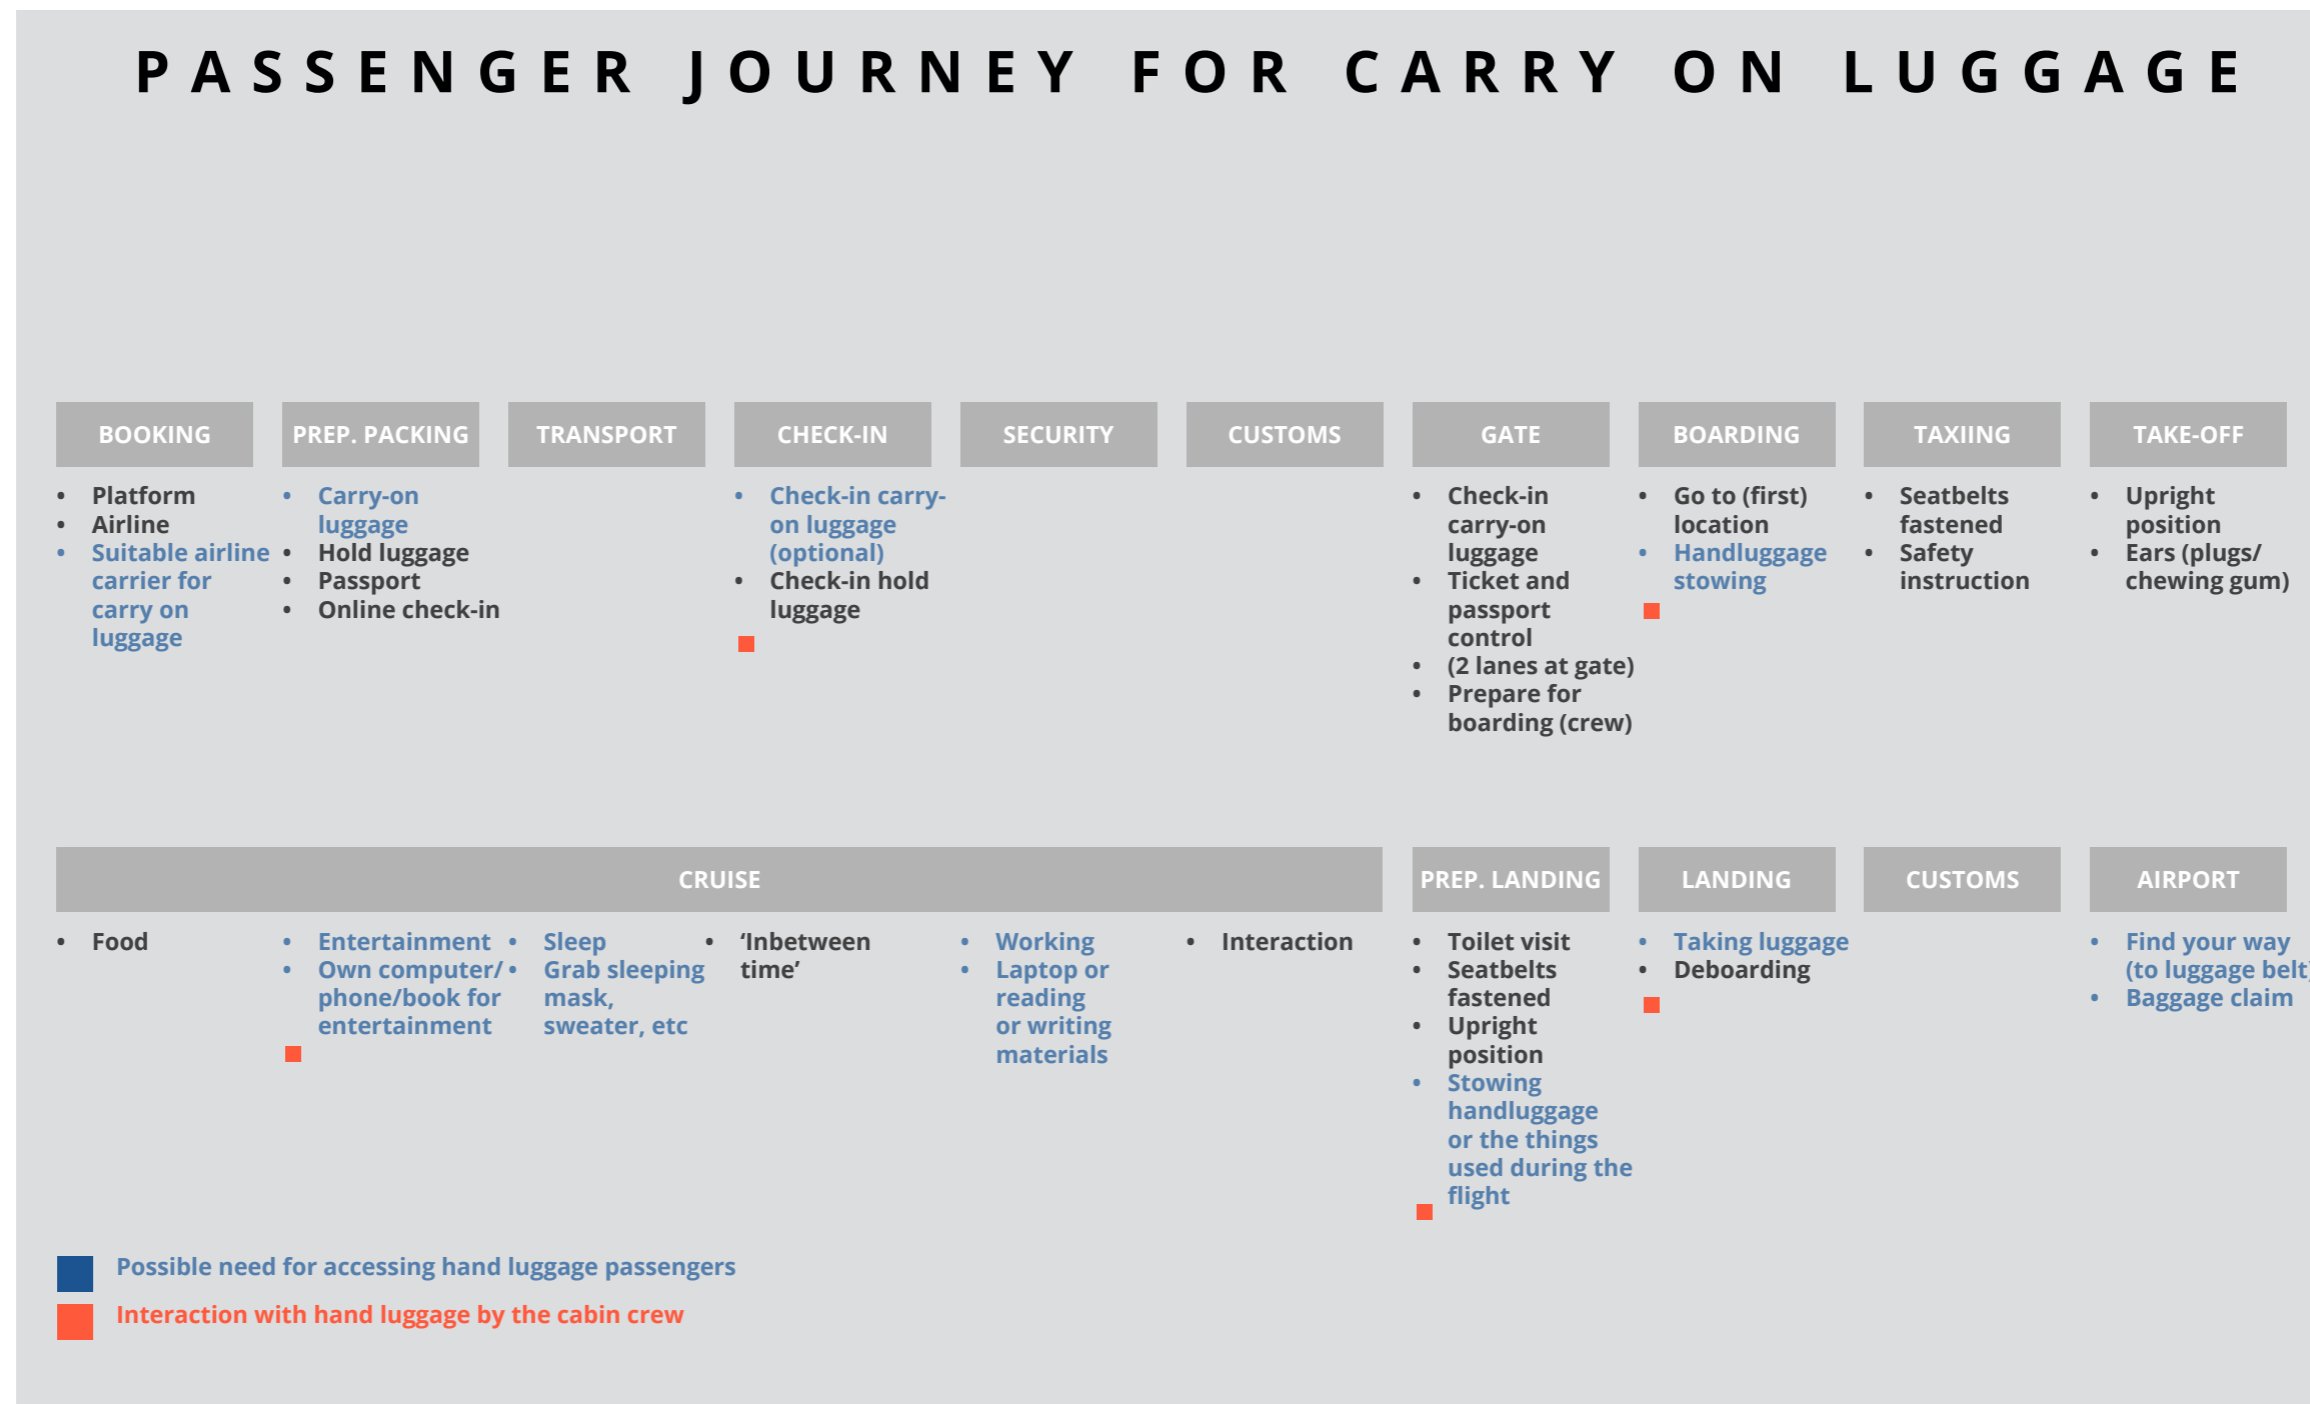 PASSENGER JOURNEY FOR CARRY ON LUGGAGE
BOOKING
• Platform
• Airline
• Suitable airline
carrier for
carry on
luggage
PREP. PACKING
• Carry-on
luggage
• Hold luggage
• Passport
• Online check-in
TRANSPORT
CHECK-IN
• Check-in carry-
on luggage
(optional)
• Check-in hold
luggage
SECURITY
CUSTOMS
GATE
• Check-in
carry-on
luggage
• Ticket and
passport
control
• (2 lanes at gate)
• Prepare for
boarding (crew)
BOARDING
• Go to (first)
location
• Handluggage
stowing
TAXIING
• Seatbelts
fastened
• Safety
instruction
TAKE-OFF
• Upright
position
• Ears (plugs/
chewing gum)
CRUISE
• Food
• Entertainment
• Own computer/
phone/book for
entertainment
• Sleep
• Grab sleeping
mask,
sweater, etc
• ‘Inbetween
time’
• Working
• Laptop or
reading
or writing
materials
• Interaction
PREP. LANDING
• Toilet visit
• Seatbelts
fastened
• Upright
position
• Stowing
handluggage
or the things
used during the
flight
LANDING
• Taking luggage
• Deboarding
CUSTOMS
AIRPORT
• Find your way
(to luggage belt)
• Baggage claim
Possible need for accessing hand luggage passengers
Interaction with hand luggage by the cabin crew